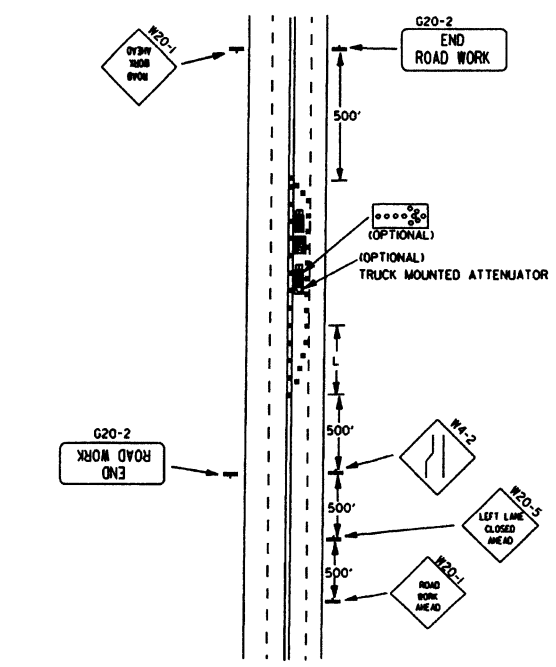 G20-2
END
ROAD WORK
W20-1
ROAD
WORK
AHEAD
500'
(OPTIONAL)
(OPTIONAL)
TRUCK MOUNTED ATTENUATOR
L
G20-2
END
ROAD WORK
500'
W4-2
500'
W20-5
LEFT LANE
CLOSED
AHEAD
500'
W20-1
ROAD
WORK
AHEAD